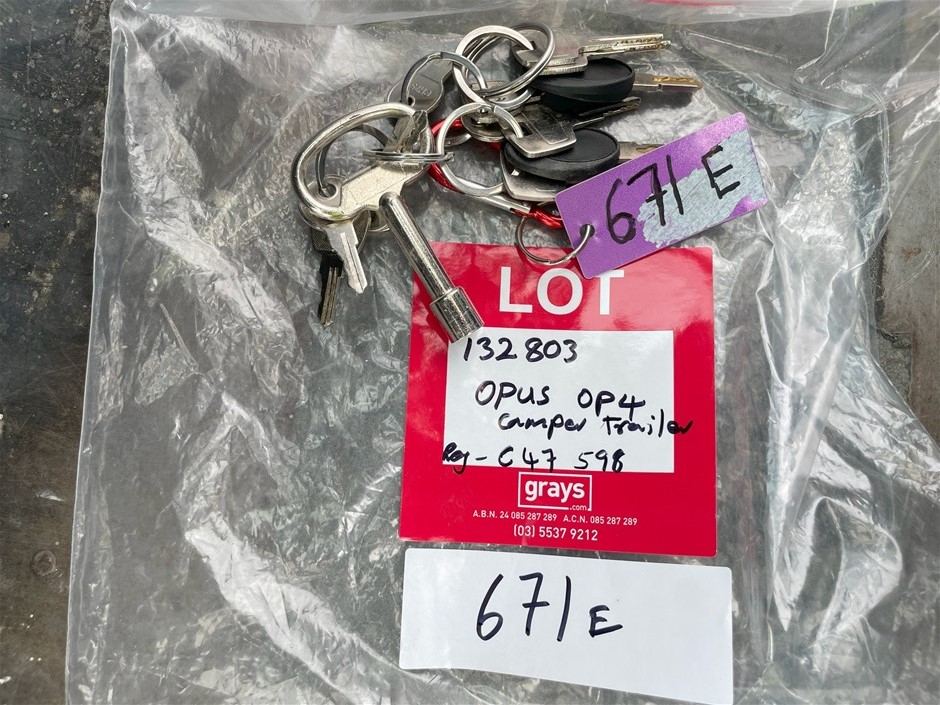 671 E
LOT
132803
OPUS OP4
Camper Trailer
Reg - C47 598
grays
.com
A.B.N. 24 085 287 289 A.C.N. 085 287 289
(03) 5537 9212
671E